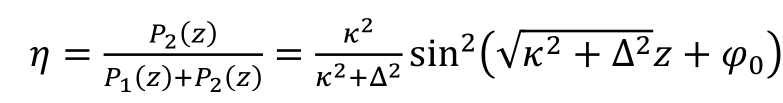 η = P₂(z) / (P₁(z)+P₂(z)) = κ² / (κ²+Δ²) sin²(√(κ² + Δ²)z + φ₀)